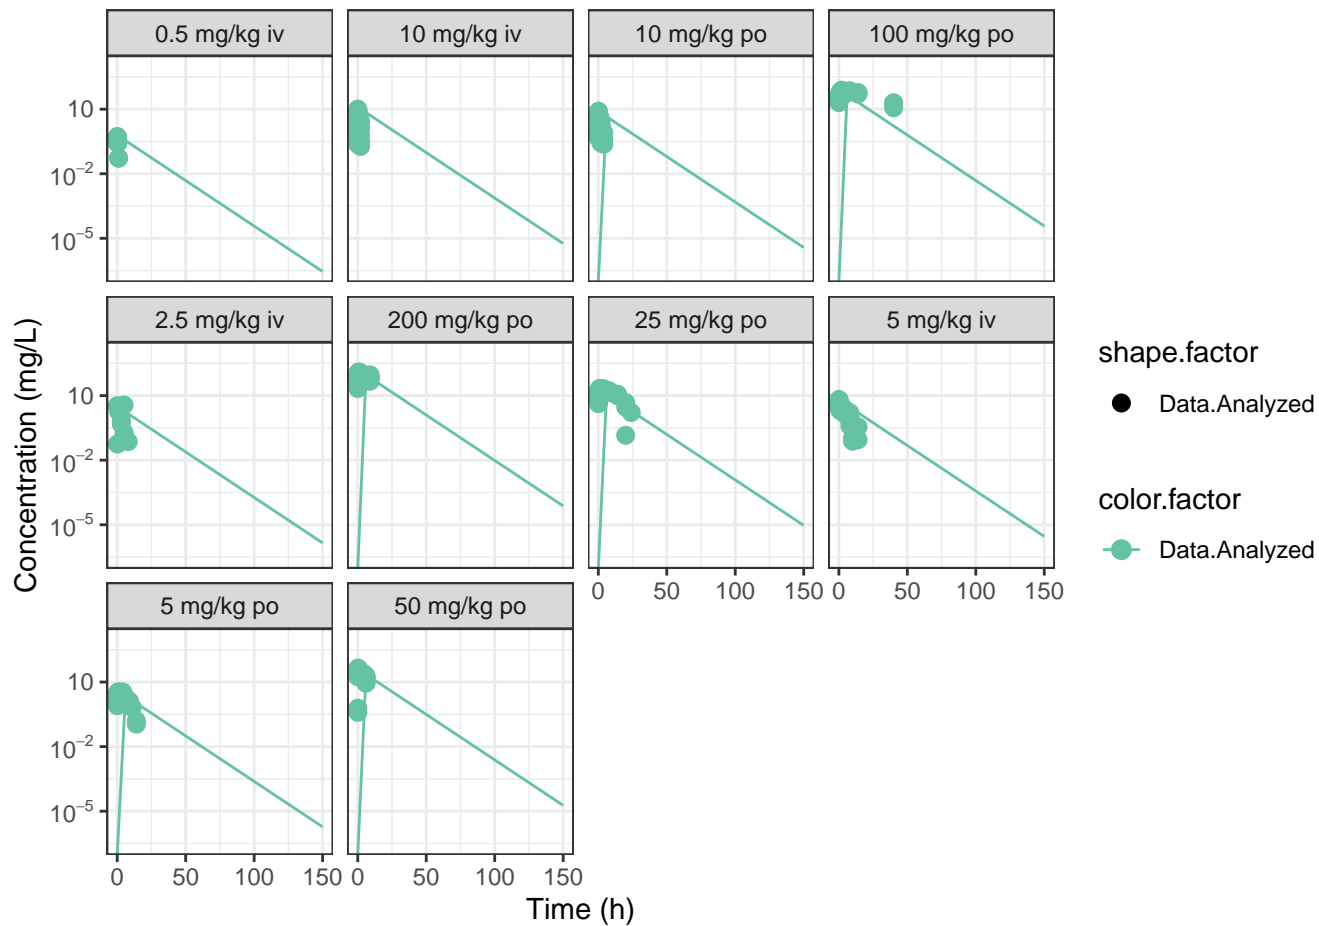 0.5 mg/kg iv
10 mg/kg iv
10 mg/kg po
100 mg/kg po
10
10⁻²
10⁻⁵
2.5 mg/kg iv
200 mg/kg po
25 mg/kg po
5 mg/kg iv
10
10⁻²
10⁻⁵
0 50 100 150
0 50 100 150
5 mg/kg po
50 mg/kg po
10
10⁻²
10⁻⁵
0 50 100 150
0 50 100 150
Time (h)
Concentration (mg/L)
shape.factor
Data.Analyzed
color.factor
Data.Analyzed